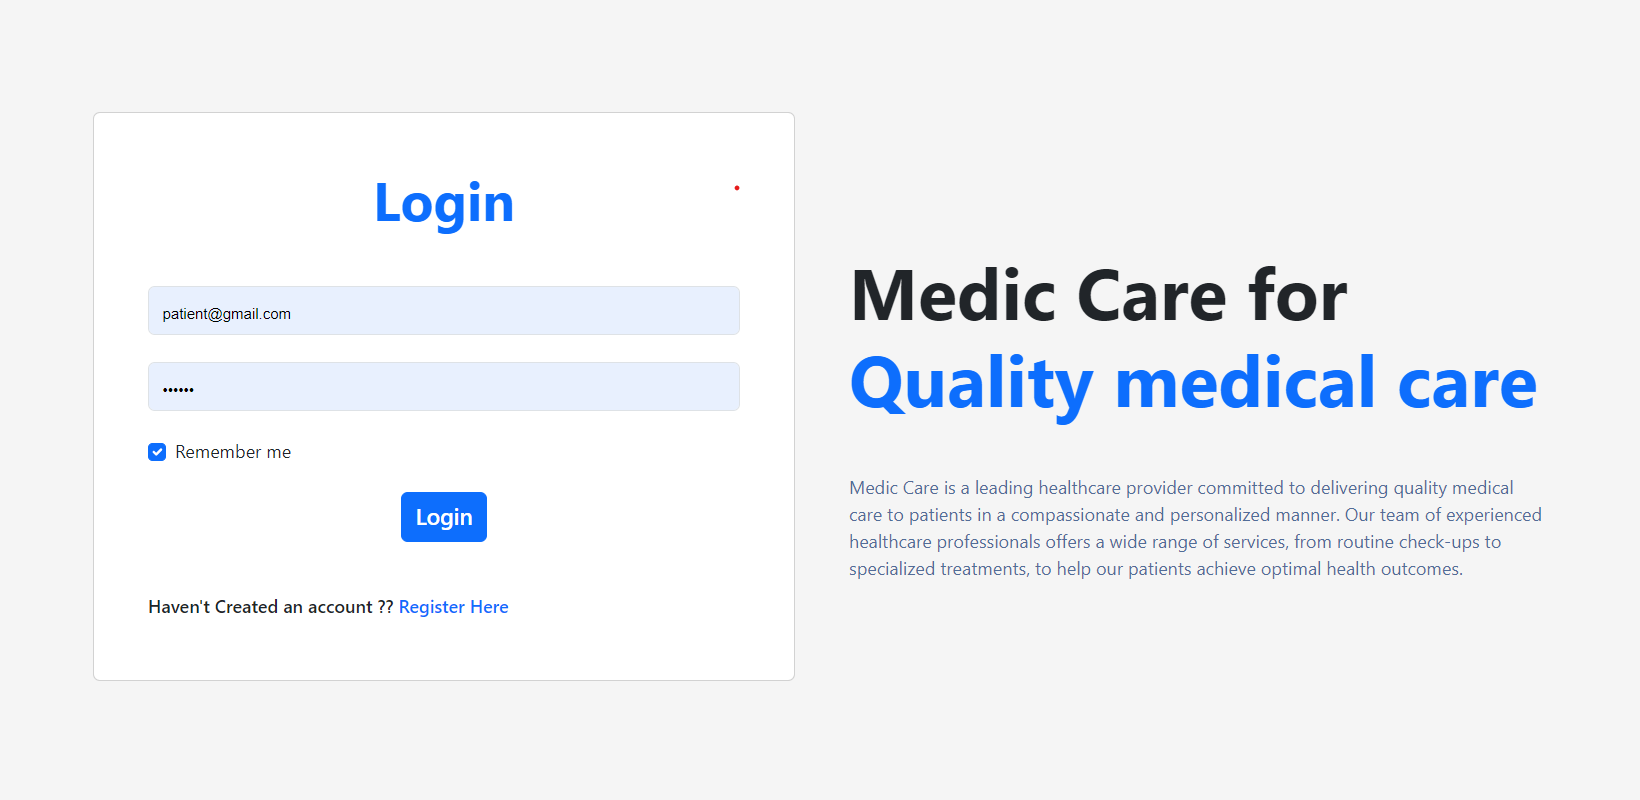 Login
patient@gmail.com
••••••
Remember me
Login
Haven't Created an account ?? Register Here
Medic Care for
Quality medical care
Medic Care is a leading healthcare provider committed to delivering quality medical
care to patients in a compassionate and personalized manner. Our team of experienced
healthcare professionals offers a wide range of services, from routine check-ups to
specialized treatments, to help our patients achieve optimal health outcomes.